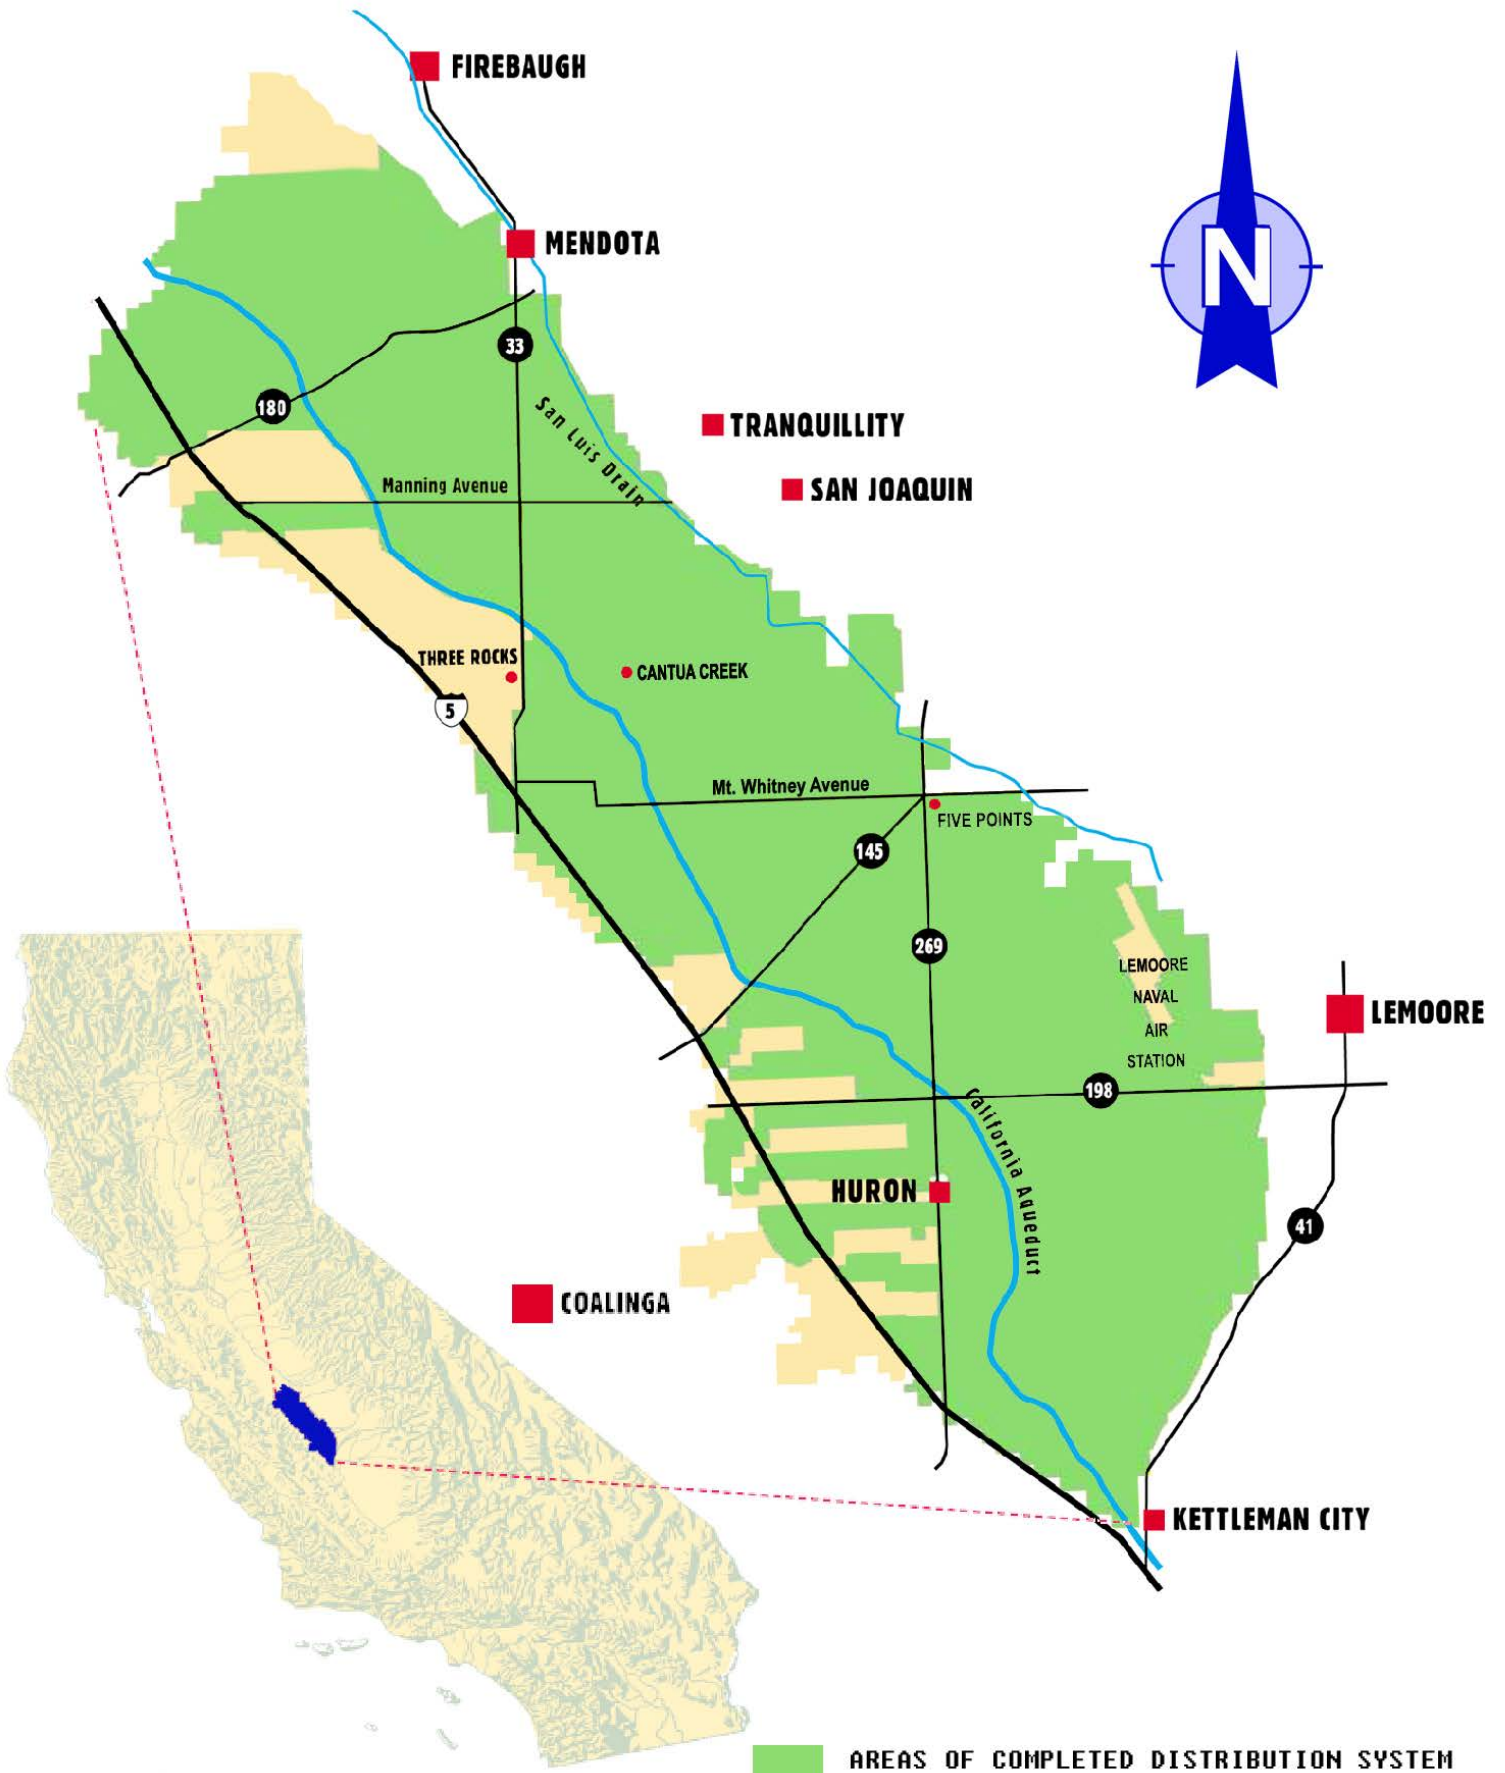 FIREBAUGH
N
MENDOTA
33
180
San Luis Drain
TRANQUILLITY
Manning Avenue
SAN JOAQUIN
THREE ROCKS
CANTUA CREEK
5
Mt. Whitney Avenue
FIVE POINTS
145
269
LEMOORE
NAVAL
AIR
STATION
LEMOORE
198
California Aqueduct
HURON
41
COALINGA
KETTLEMAN CITY
AREAS OF COMPLETED DISTRIBUTION SYSTEM